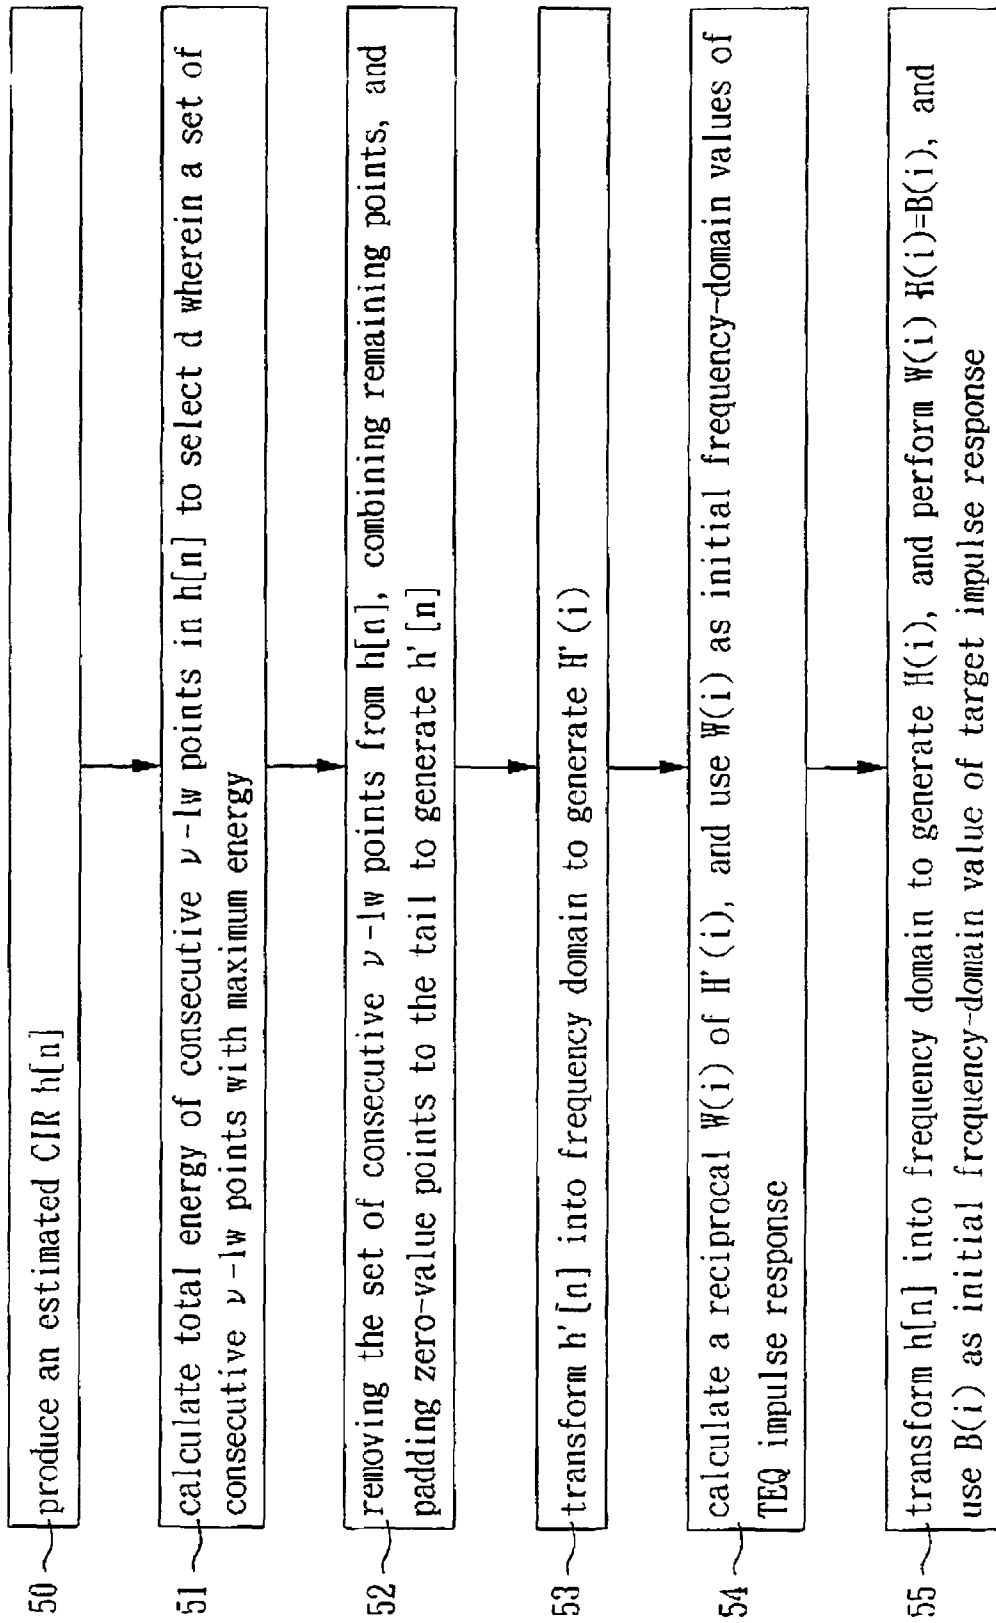 50 produce an estimated CIR h[n]
51 calculate total energy of consecutive ν-lw points in h[n] to select d wherein a set of
consecutive ν-lw points with maximum energy
52 removing the set of consecutive ν-lw points from h[n], combining remaining points, and
padding zero-value points to the tail to generate h'[n]
53 transform h'[n] into frequency domain to generate H'(i)
54 calculate a reciprocal W(i) of H'(i), and use W(i) as initial frequency-domain values of
TEQ impulse response
55 transform h[n] into frequency domain to generate H(i), and perform W(i)·H(i)=B(i), and
use B(i) as initial frequency-domain value of target impulse response